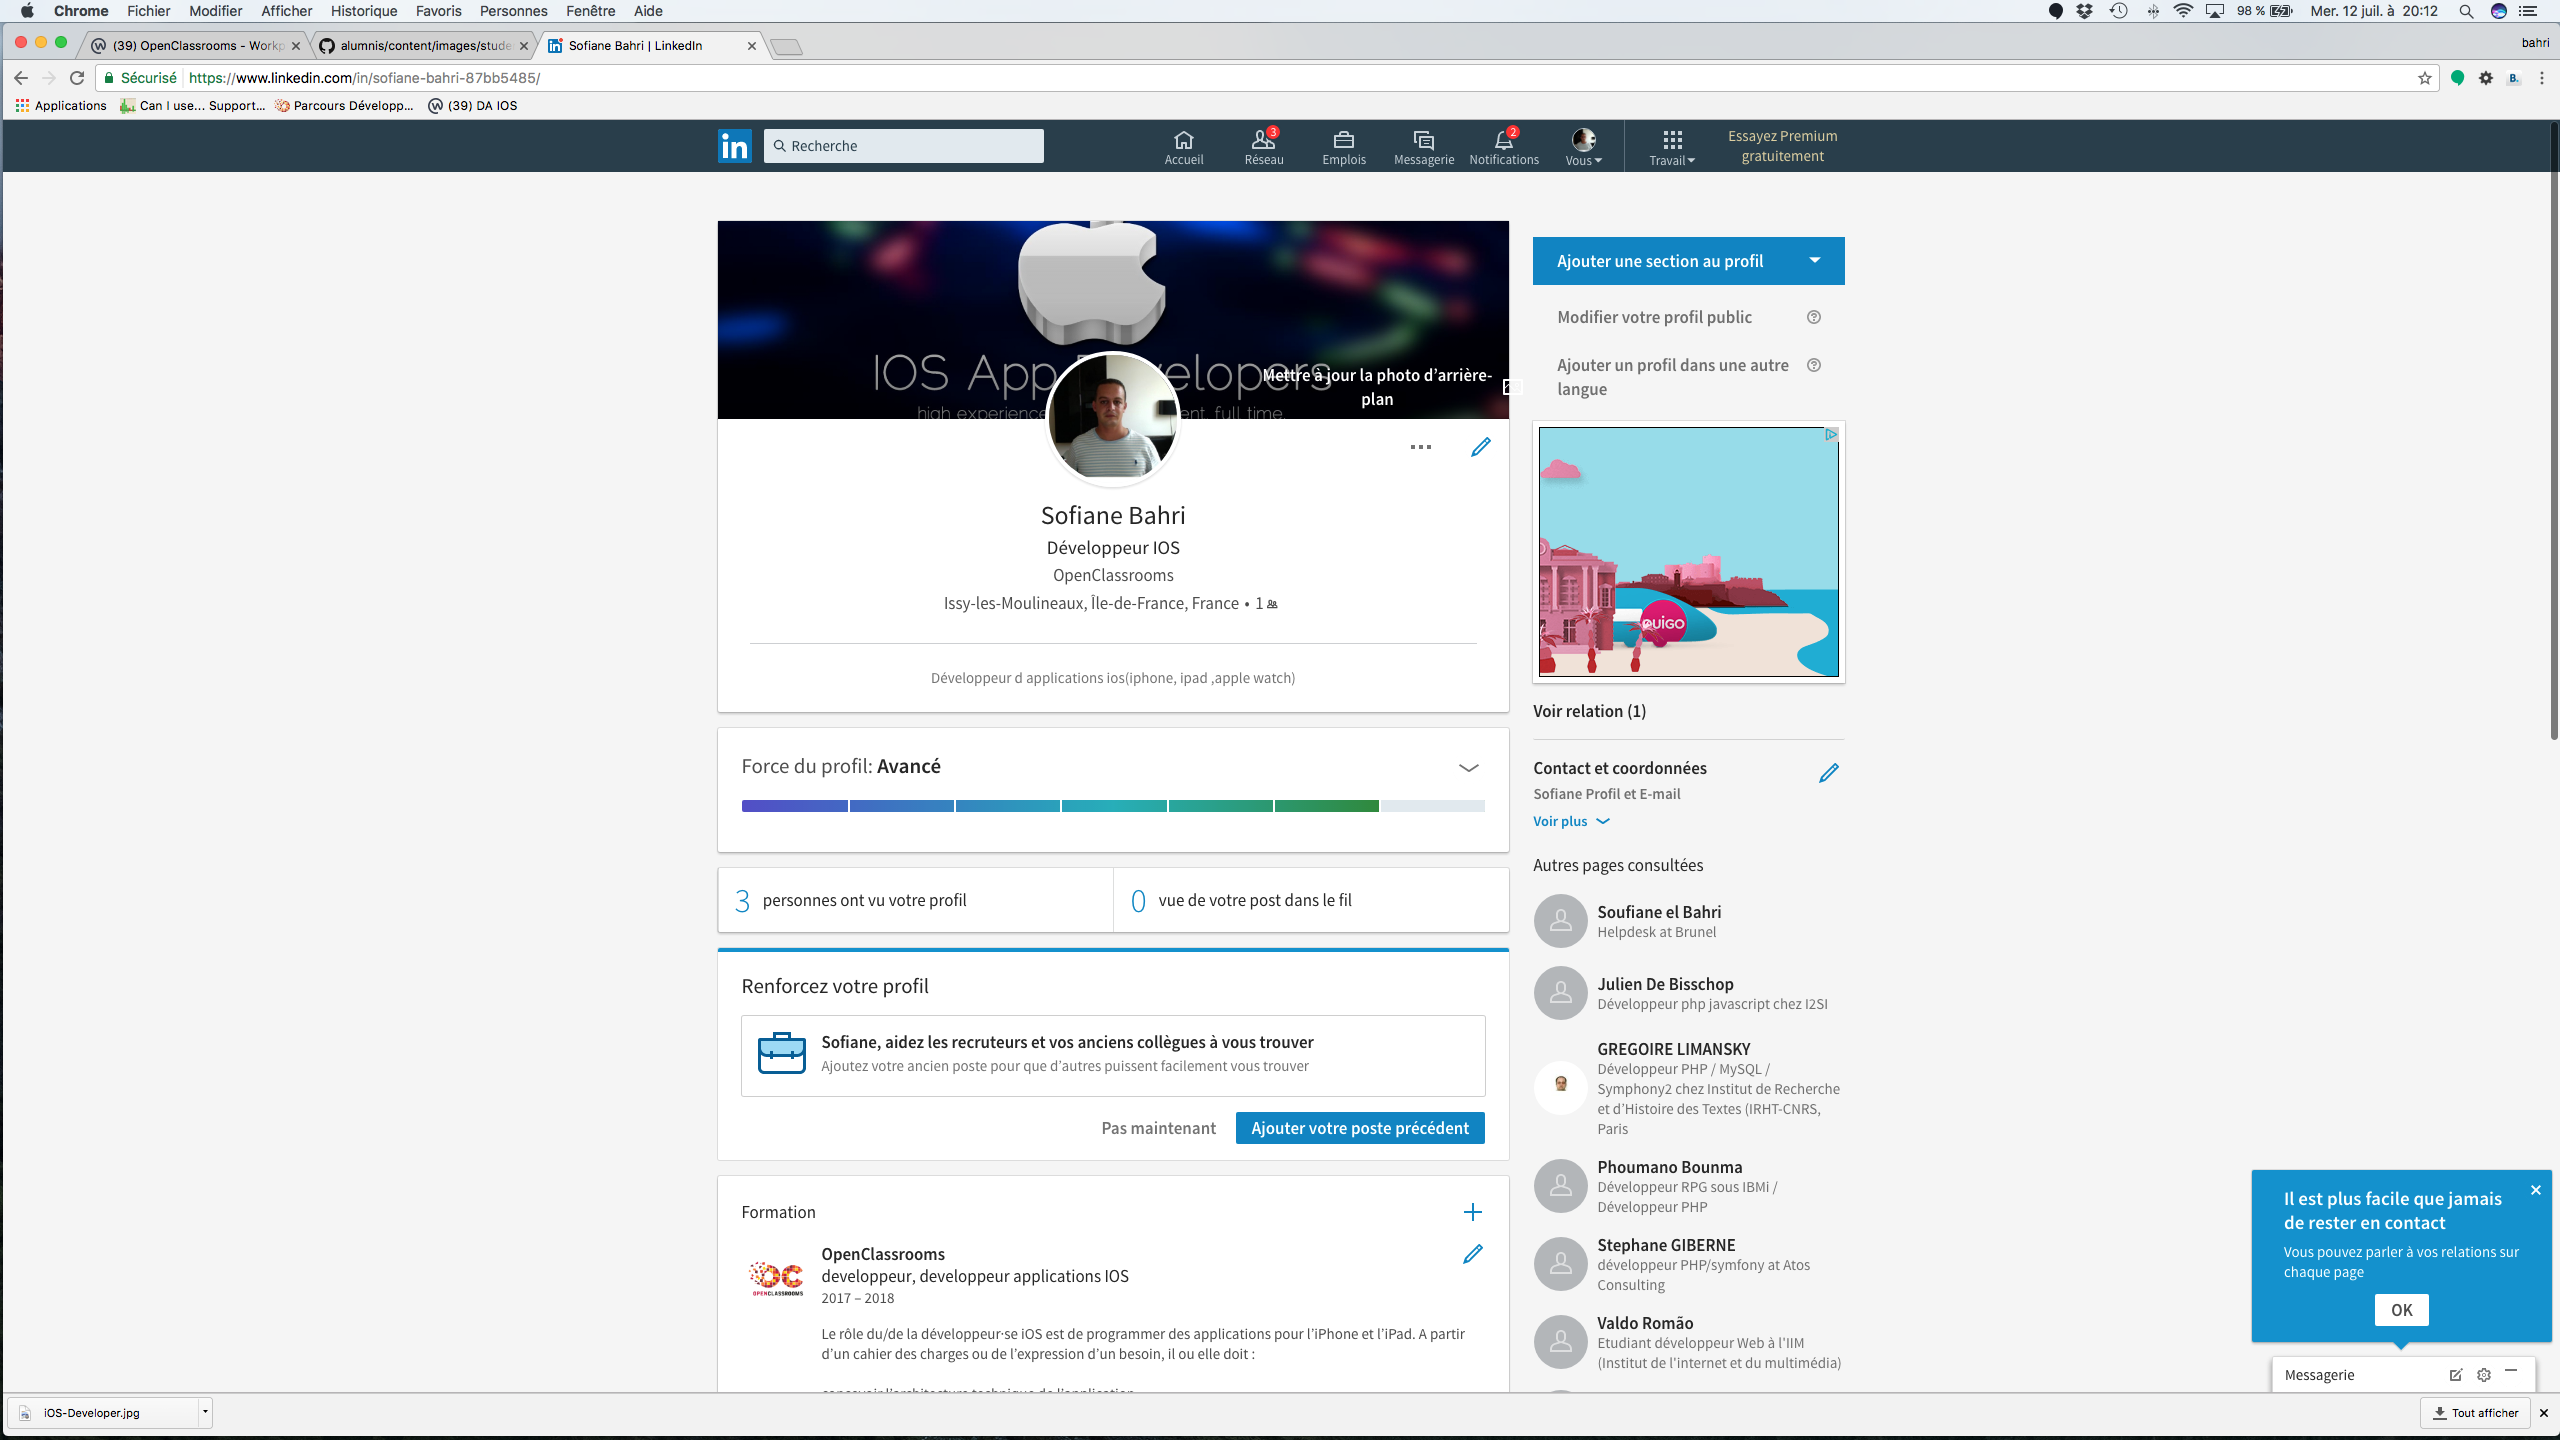 Chrome Fichier Modifier Afficher Historique Favoris Personnes Fenêtre Aide
98 % Mer. 12 juil. à 20:12
(39) OpenClassrooms - Workp
alumnis/content/images/stude
Sofiane Bahri | LinkedIn
bahri
Sécurisé https://www.linkedin.com/in/sofiane-bahri-87bb5485/
B.
Applications Can I use... Support... Parcours Développ... (39) DA IOS
in Recherche
Accueil
3
Réseau
Emplois
Messagerie
2
Notifications
Vous
Travail
Essayez Premium
gratuitement
IOS App Developers
high experience
ent, full time.
Mettre à jour la photo d’arrière-
plan
Sofiane Bahri
Développeur IOS
OpenClassrooms
Issy-les-Moulineaux, Île-de-France, France • 1
Développeur d applications ios(iphone, ipad ,apple watch)
Force du profil: Avancé
3 personnes ont vu votre profil
0 vue de votre post dans le fil
Renforcez votre profil
Sofiane, aidez les recruteurs et vos anciens collègues à vous trouver
Ajoutez votre ancien poste pour que d’autres puissent facilement vous trouver
Pas maintenant Ajouter votre poste précédent
Formation
OC
OPENCLASSROOMS
OpenClassrooms
developpeur, developpeur applications IOS
2017 – 2018
Le rôle du/de la développeur·se iOS est de programmer des applications pour l’iPhone et l’iPad. A partir
d’un cahier des charges ou de l’expression d’un besoin, il ou elle doit :
concevoir l’architecture technique de l’application
Ajouter une section au profil
Modifier votre profil public
Ajouter un profil dans une autre
langue
OUIGO
Voir relation (1)
Contact et coordonnées
Sofiane Profil et E-mail
Voir plus
Autres pages consultées
Soufiane el Bahri
Helpdesk at Brunel
Julien De Bisschop
Développeur php javascript chez I2SI
GREGOIRE LIMANSKY
Développeur PHP / MySQL /
Symphony2 chez Institut de Recherche
et d’Histoire des Textes (IRHT-CNRS,
Paris
Phoumano Bounma
Développeur RPG sous IBMi /
Développeur PHP
Stephane GIBERNE
développeur PHP/symfony at Atos
Consulting
Valdo Romão
Etudiant développeur Web à l'IIM
(Institut de l'internet et du multimédia)
Il est plus facile que jamais
de rester en contact
Vous pouvez parler à vos relations sur
chaque page
OK
Messagerie
iOS-Developer.jpg
Tout afficher